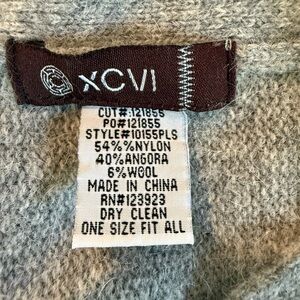 XCVI
CUT#:121855
PO#121855
STYLE#10155PLS
54%%NYLON
40%ANGORA
6%WOOL
MADE IN CHINA
RN#123923
DRY CLEAN
ONE SIZE FIT ALL